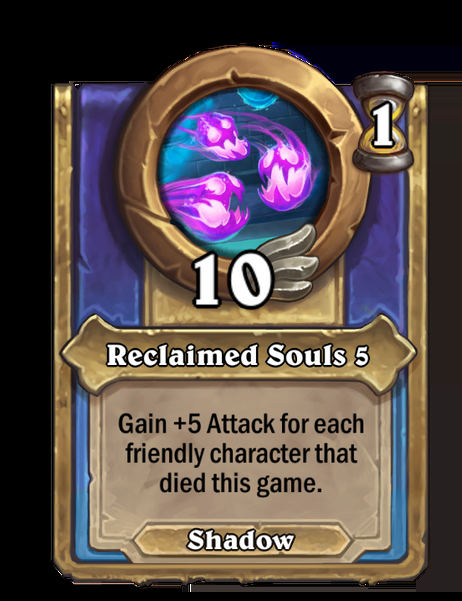 1
10
Reclaimed Souls 5
Gain +5 Attack for each
friendly character that
died this game.
Shadow